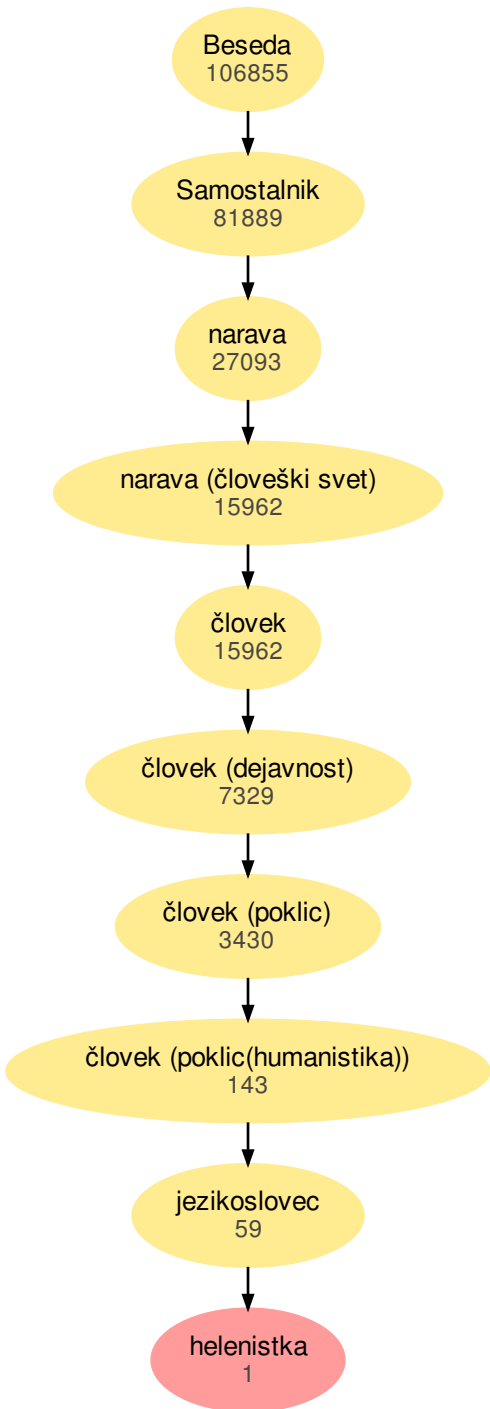 Beseda
106855
Samostalnik
81889
narava
27093
narava (človeški svet)
15962
človek
15962
človek (dejavnost)
7329
človek (poklic)
3430
človek (poklic(humanistika))
143
jezikoslovec
59
helenistka
1